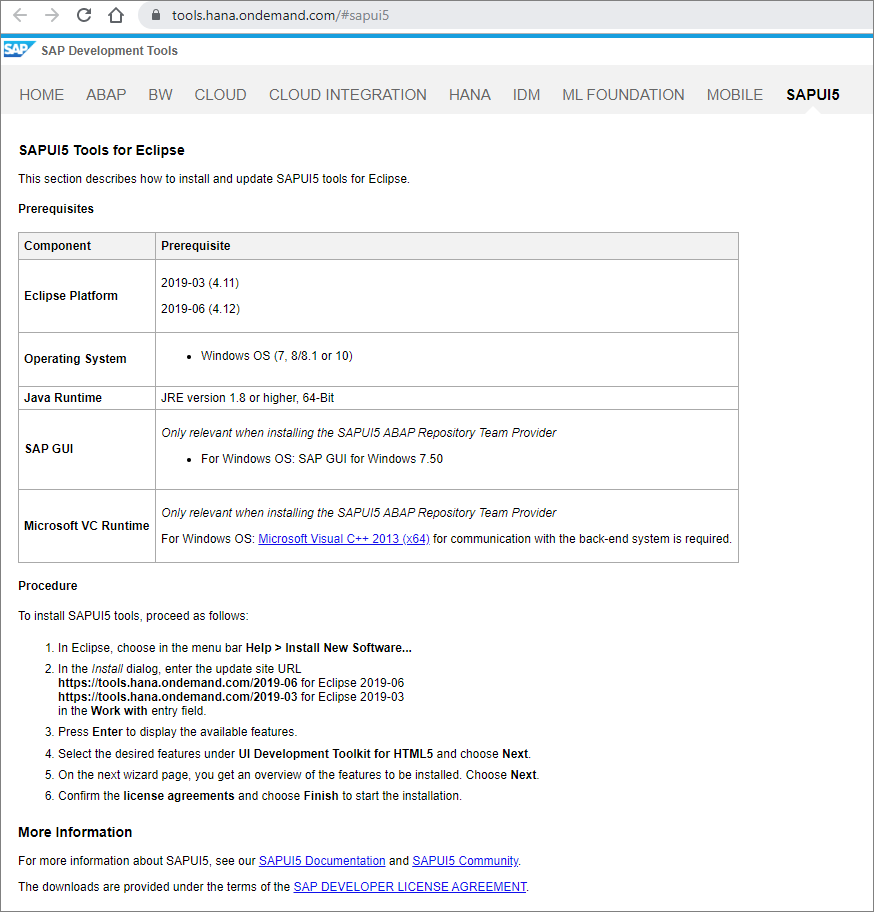 tools.hana.ondemand.com/#sapui5
SAP SAP Development Tools
HOME ABAP BW CLOUD CLOUD INTEGRATION HANA IDM ML FOUNDATION MOBILE SAPUI5
SAPUI5 Tools for Eclipse
This section describes how to install and update SAPUI5 tools for Eclipse.
Prerequisites
Component Prerequisite
Eclipse Platform
2019-03 (4.11)
2019-06 (4.12)
Operating System
• Windows OS (7, 8/8.1 or 10)
Java Runtime JRE version 1.8 or higher, 64-Bit
SAP GUI
Only relevant when installing the SAPUI5 ABAP Repository Team Provider
• For Windows OS: SAP GUI for Windows 7.50
Microsoft VC Runtime
Only relevant when installing the SAPUI5 ABAP Repository Team Provider
For Windows OS: Microsoft Visual C++ 2013 (x64) for communication with the back-end system is required.
Procedure
To install SAPUI5 tools, proceed as follows:
1. In Eclipse, choose in the menu bar Help > Install New Software...
2. In the Install dialog, enter the update site URL
https://tools.hana.ondemand.com/2019-06 for Eclipse 2019-06
https://tools.hana.ondemand.com/2019-03 for Eclipse 2019-03
in the Work with entry field.
3. Press Enter to display the available features.
4. Select the desired features under UI Development Toolkit for HTML5 and choose Next.
5. On the next wizard page, you get an overview of the features to be installed. Choose Next.
6. Confirm the license agreements and choose Finish to start the installation.
More Information
For more information about SAPUI5, see our SAPUI5 Documentation and SAPUI5 Community.
The downloads are provided under the terms of the SAP DEVELOPER LICENSE AGREEMENT.